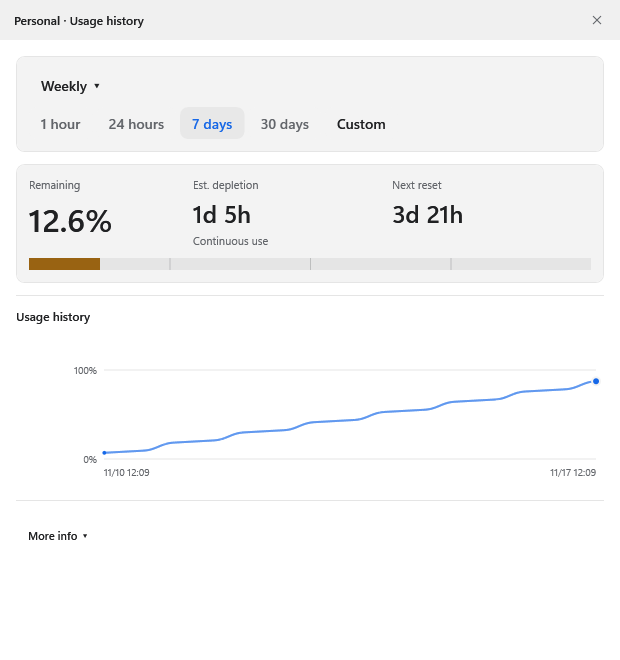 Personal · Usage history
Weekly
1 hour 24 hours 7 days 30 days Custom
Remaining Est. depletion Next reset
12.6% 1d 5h 3d 21h
Continuous use
Usage history
100%
0%
11/10 12:09 11/17 12:09
More info